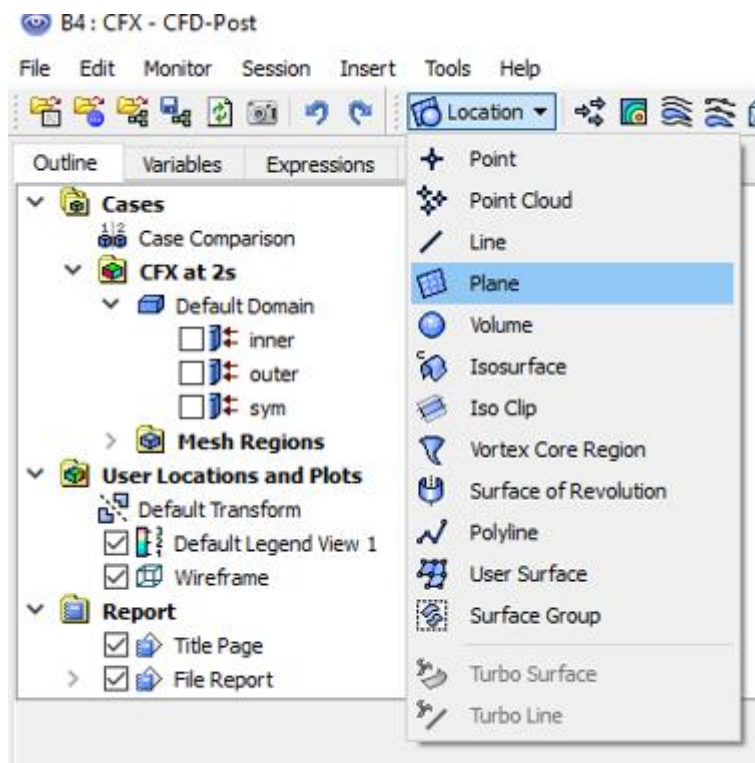 B4 : CFX - CFD-Post
File Edit Monitor Session Insert Tools Help
Location
Outline Variables Expressions
Cases
Case Comparison
CFX at 2s
Default Domain
inner
outer
sym
Mesh Regions
User Locations and Plots
Default Transform
Default Legend View 1
Wireframe
Report
Title Page
File Report
Point
Point Cloud
Line
Plane
Volume
Isosurface
Iso Clip
Vortex Core Region
Surface of Revolution
Polyline
User Surface
Surface Group
Turbo Surface
Turbo Line